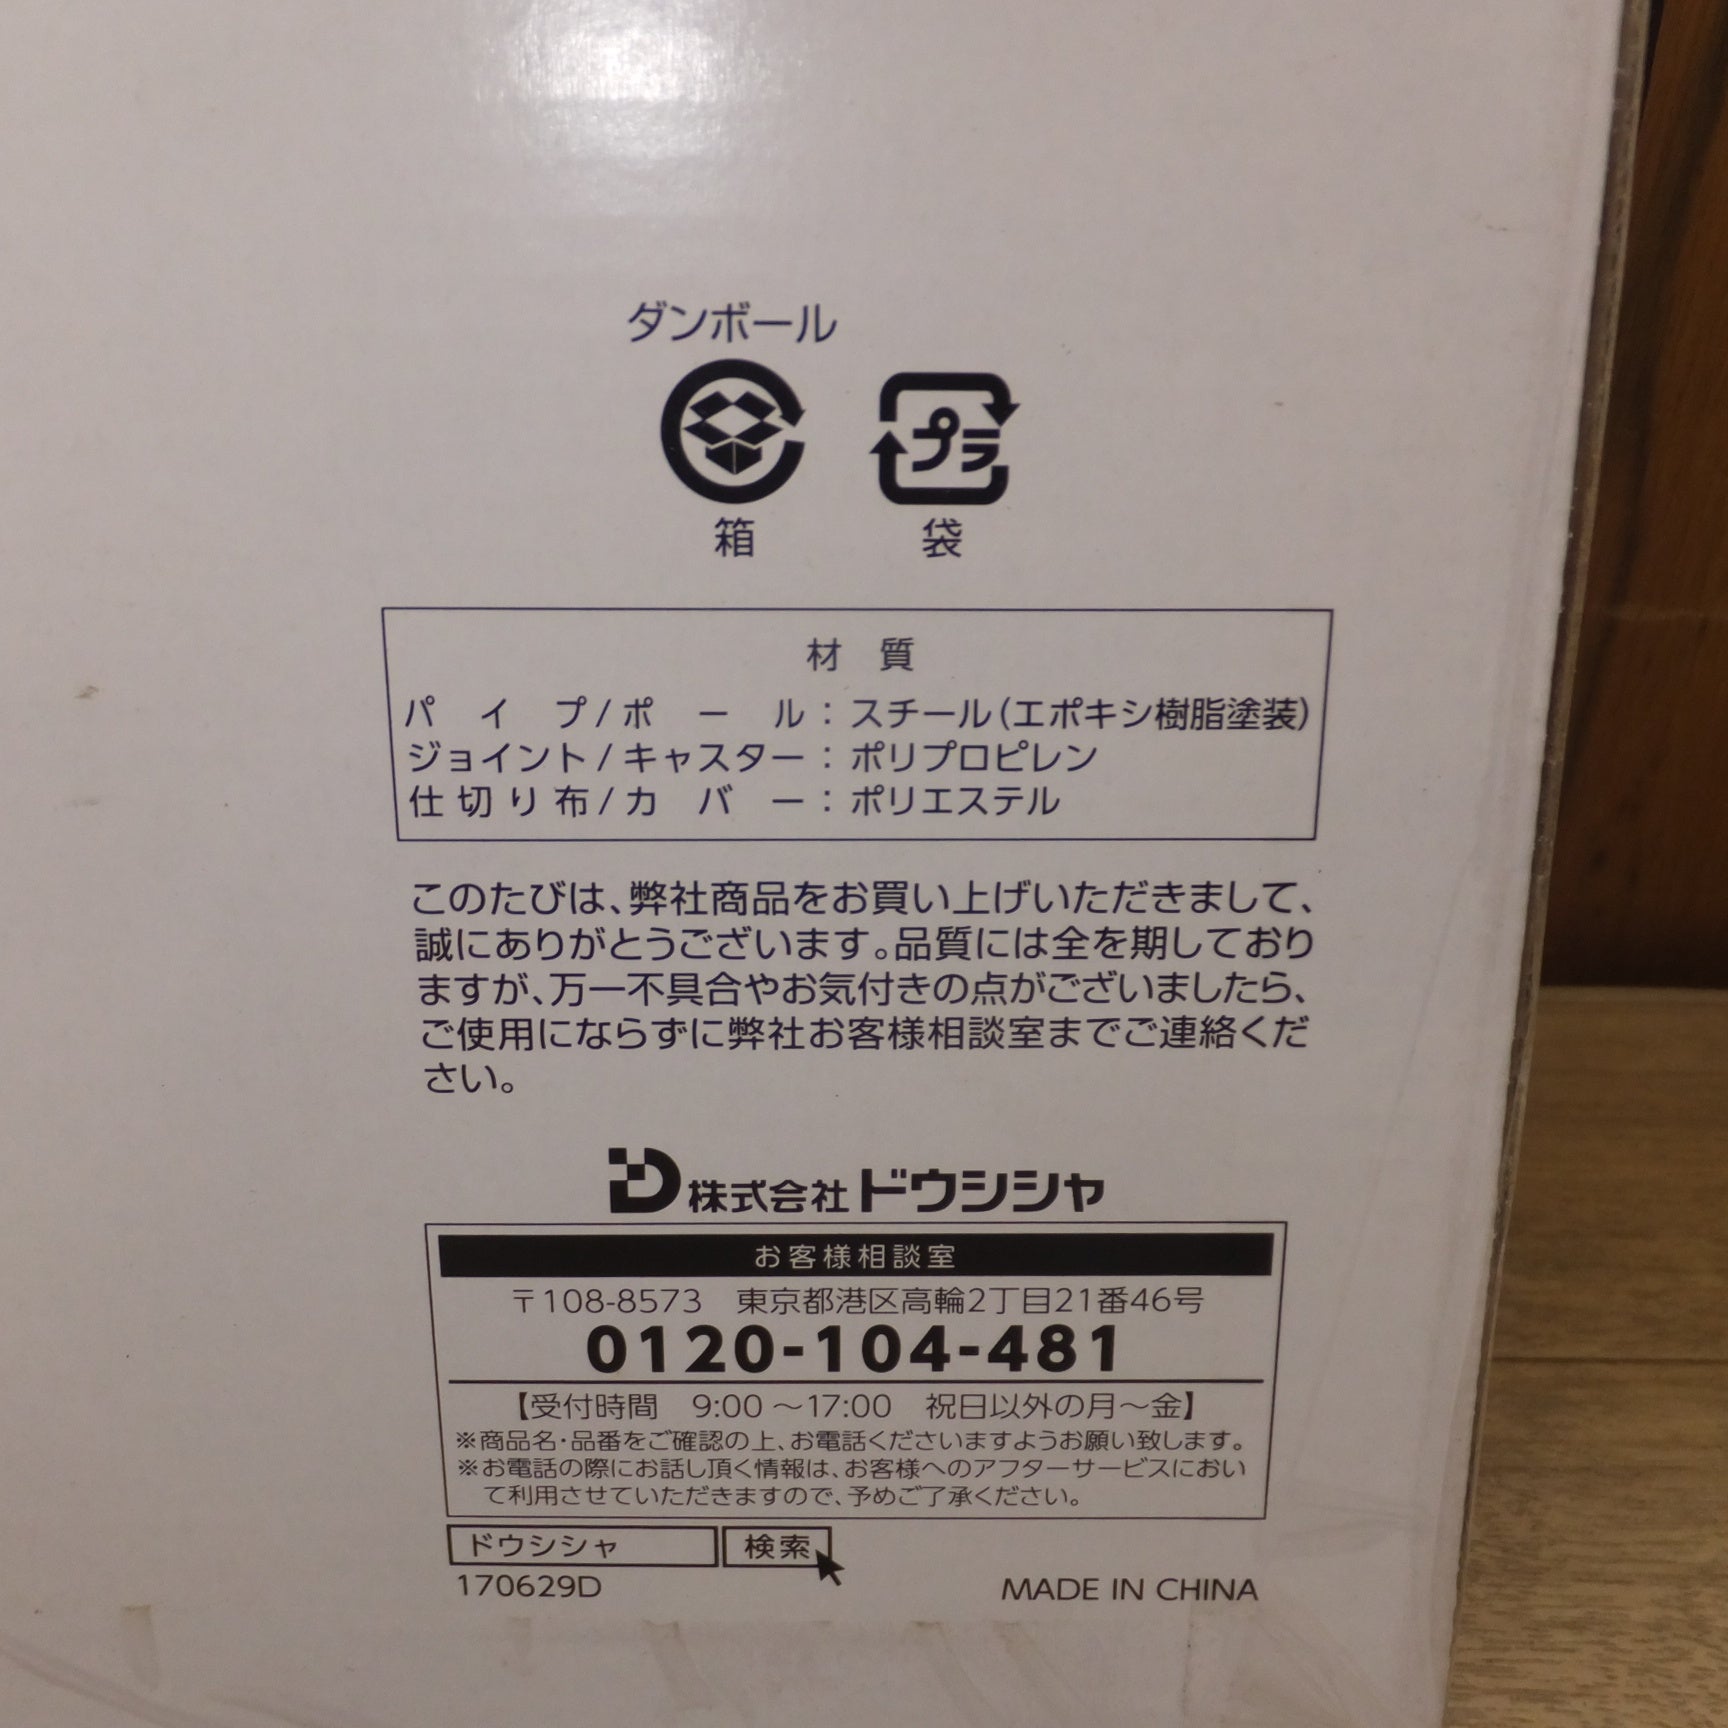 ダンボール
プラ
箱 袋
材 質
パイプ/ポール：スチール(エポキシ樹脂塗装)
ジョイント/キャスター：ポリプロピレン
仕切り布/カバー：ポリエステル
このたびは、弊社商品をお買い上げいただきまして、
誠にありがとうございます。品質には全を期しており
ますが、万一不具合やお気付きの点がございましたら、
ご使用にならずに弊社お客様相談室までご連絡くだ
さい。
株式会社ドウシシャ
お客様相談室
〒108-8573 東京都港区高輪2丁目21番46号
0120-104-481
【受付時間 9:00～17:00 祝日以外の月～金】
※商品名・品番をご確認の上、お電話くださいますようお願い致します。
※お電話の際にお話し頂く情報は、お客様へのアフターサービスにおい
て利用させていただきますので、予めご了承ください。
ドウシシャ 検索
170629D MADE IN CHINA